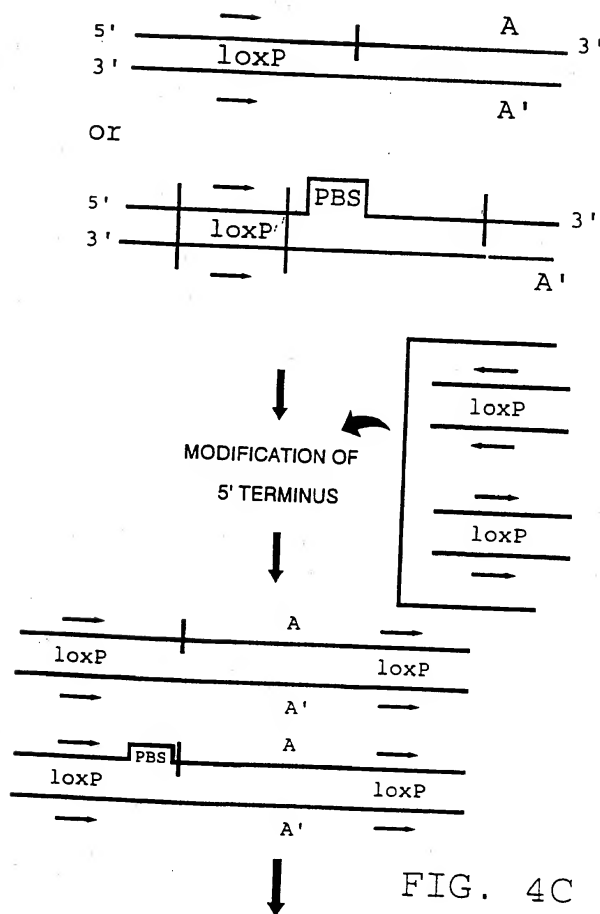 5' A 3'
loxP
3' A'
or
5' PBS 3'
loxP
3' A'
loxP
MODIFICATION OF
5' TERMINUS
loxP
A
loxP loxP
A'
PBS A
loxP loxP
A'
FIG. 4C